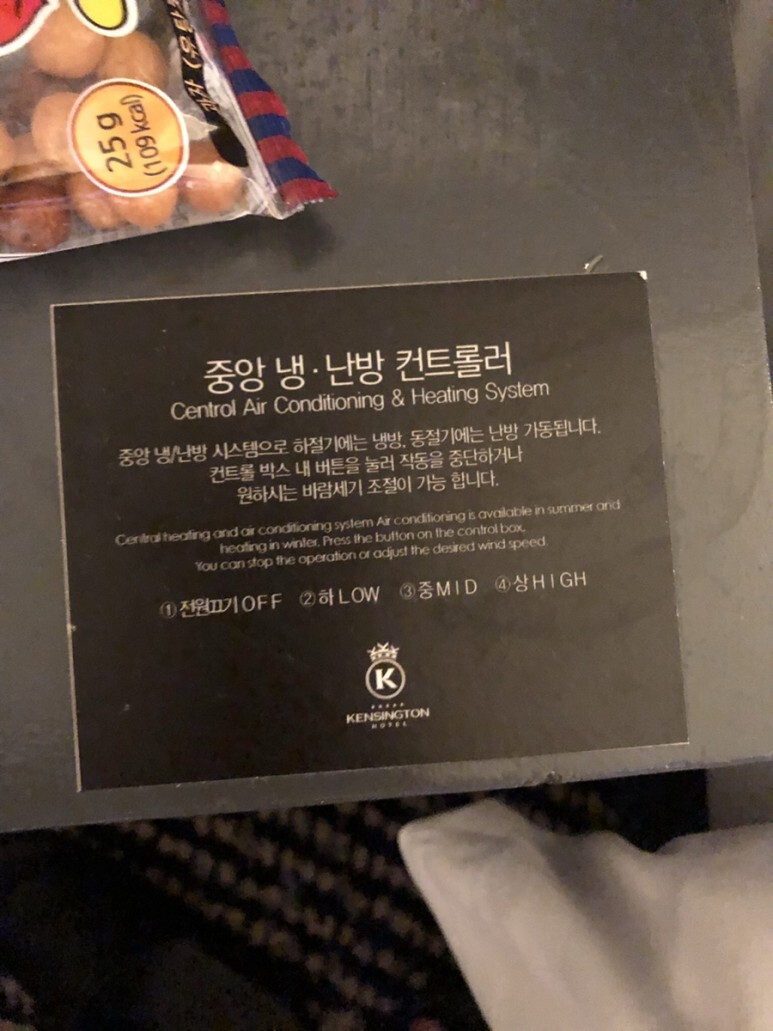 25g
(109kcal)
중앙 냉·난방 컨트롤러
Central Air Conditioning & Heating System
중앙 냉/난방 시스템으로 하절기에는 냉방, 동절기에는 난방 가동됩니다.
컨트롤 박스 내 버튼을 눌러 작동을 중단하거나
원하시는 바람세기 조절이 가능 합니다.
Central heating and air conditioning system Air conditioning is available in summer and
heating in winter. Press the button on the control box.
You can stop the operation or adjust the desired wind speed.
①전원끄기OFF ②하LOW ③중MID ④상HIGH
K
KENSINGTON
HOTEL